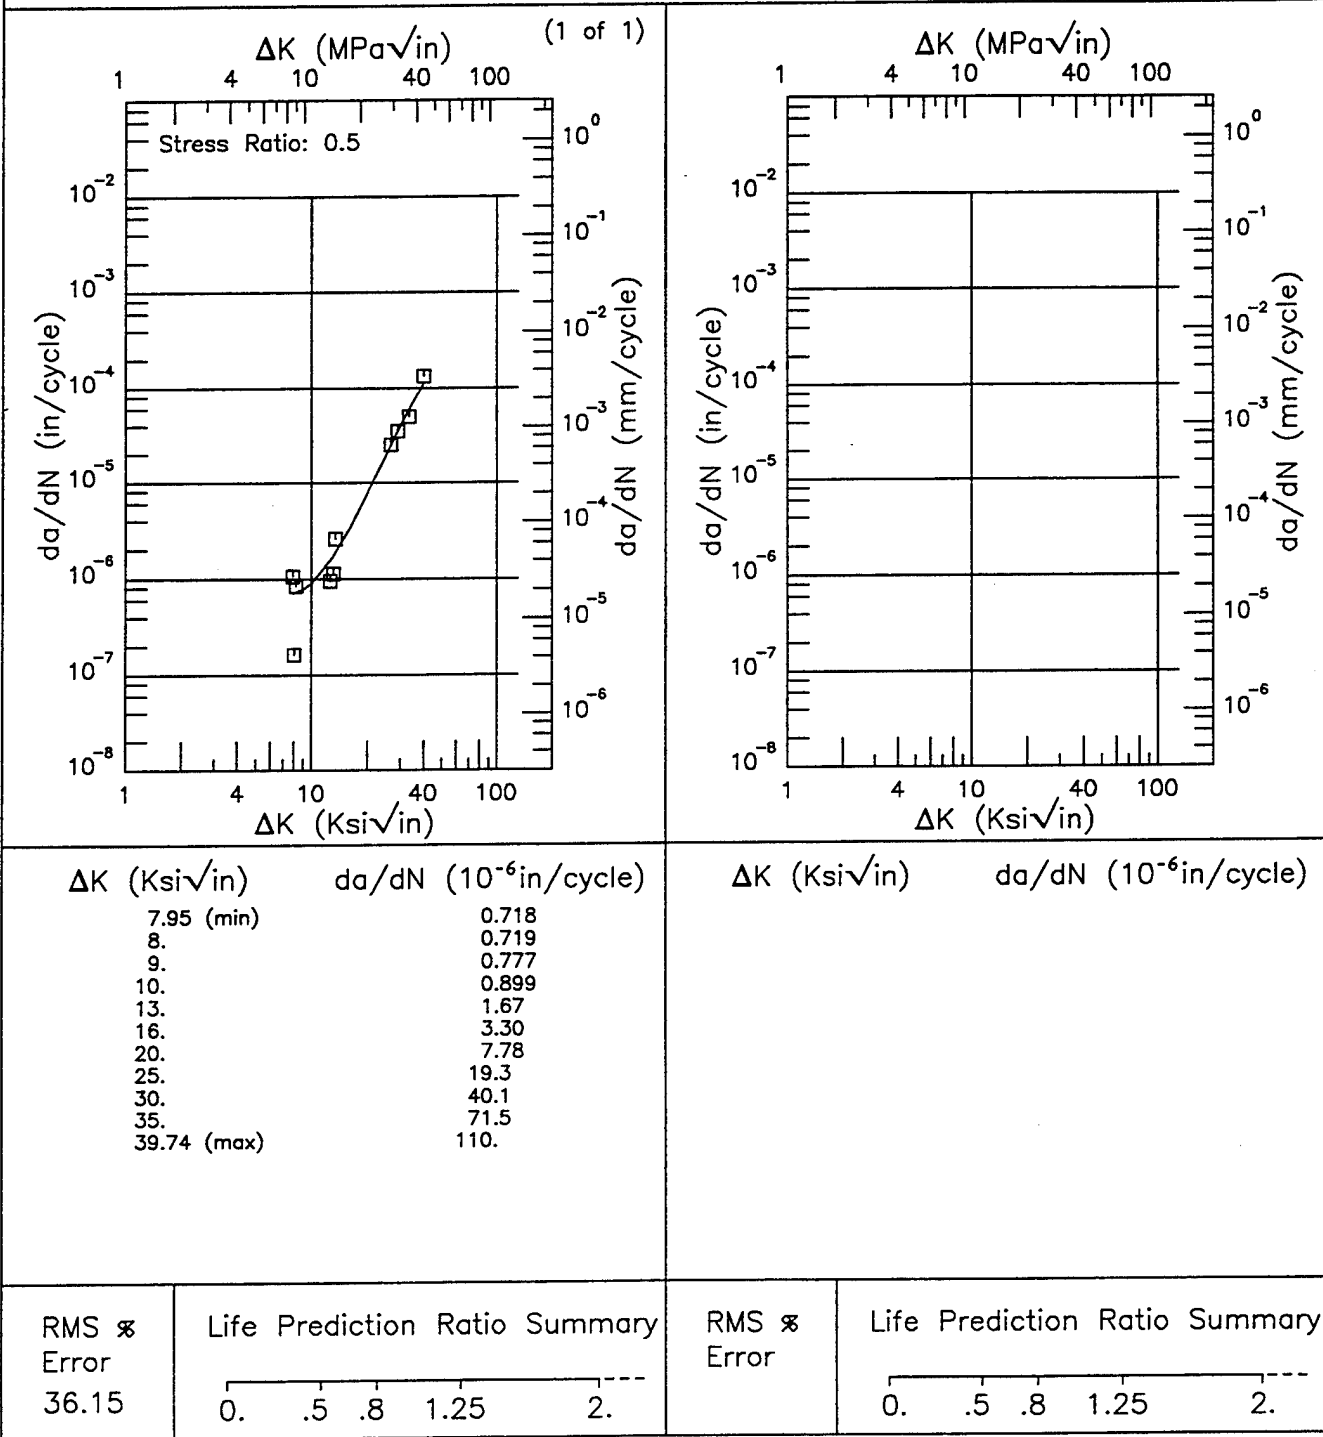 (1 of 1)
ΔK (MPa√in)
1 4 10 40 100
Stress Ratio: 0.5
da/dN (in/cycle)
10⁻²
10⁻³
10⁻⁴
10⁻⁵
10⁻⁶
10⁻⁷
10⁻⁸
10⁰
10⁻¹
10⁻²
10⁻³
10⁻⁴
10⁻⁵
10⁻⁶
da/dN (mm/cycle)
1 4 10 40 100
ΔK (Ksi√in)
ΔK (MPa√in)
1 4 10 40 100
da/dN (in/cycle)
10⁻²
10⁻³
10⁻⁴
10⁻⁵
10⁻⁶
10⁻⁷
10⁻⁸
10⁰
10⁻¹
10⁻²
10⁻³
10⁻⁴
10⁻⁵
10⁻⁶
da/dN (mm/cycle)
1 4 10 40 100
ΔK (Ksi√in)
ΔK (Ksi√in) da/dN (10⁻⁶in/cycle)
7.95 (min) 0.718
8. 0.719
9. 0.777
10. 0.899
13. 1.67
16. 3.30
20. 7.78
25. 19.3
30. 40.1
35. 71.5
39.74 (max) 110.
ΔK (Ksi√in) da/dN (10⁻⁶in/cycle)
RMS %
Error
36.15
Life Prediction Ratio Summary
0. .5 .8 1.25 2.
RMS %
Error
Life Prediction Ratio Summary
0. .5 .8 1.25 2.